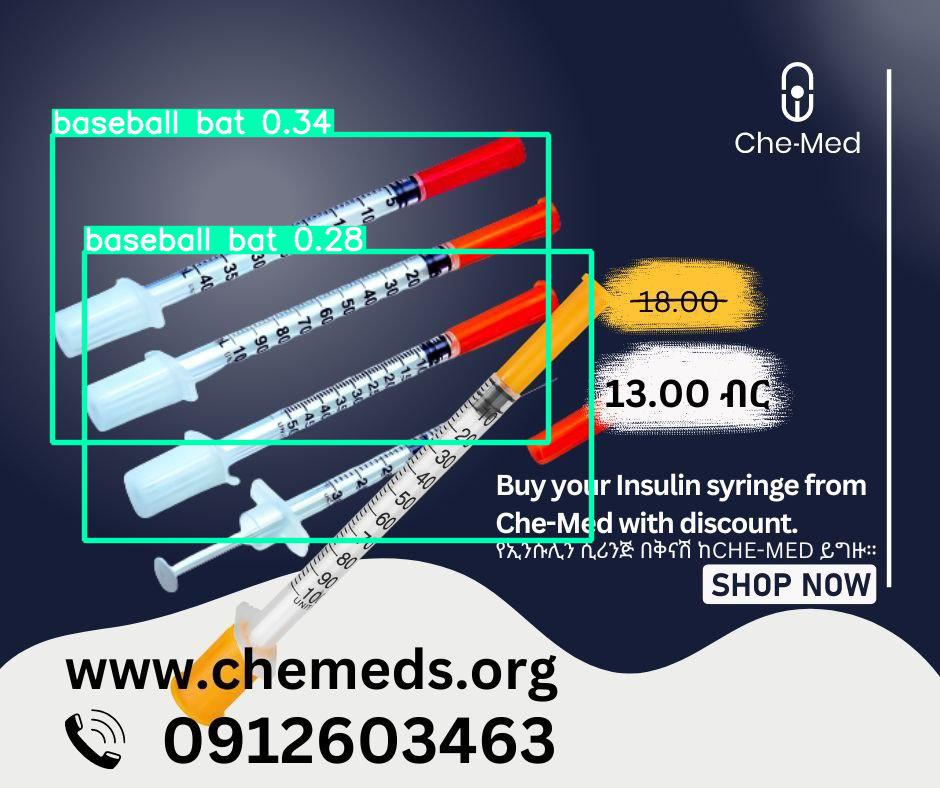 baseball bat 0.34
Che-Med
baseball bat 0.28
18.00
13.00 ብር
Buy your Insulin syringe from
Che-Med with discount.
የኢንሱሊን ሲሪንጅ በቅናሽ ከCHE-MED ይግዙ።
SHOP NOW
www.chemeds.org
0912603463